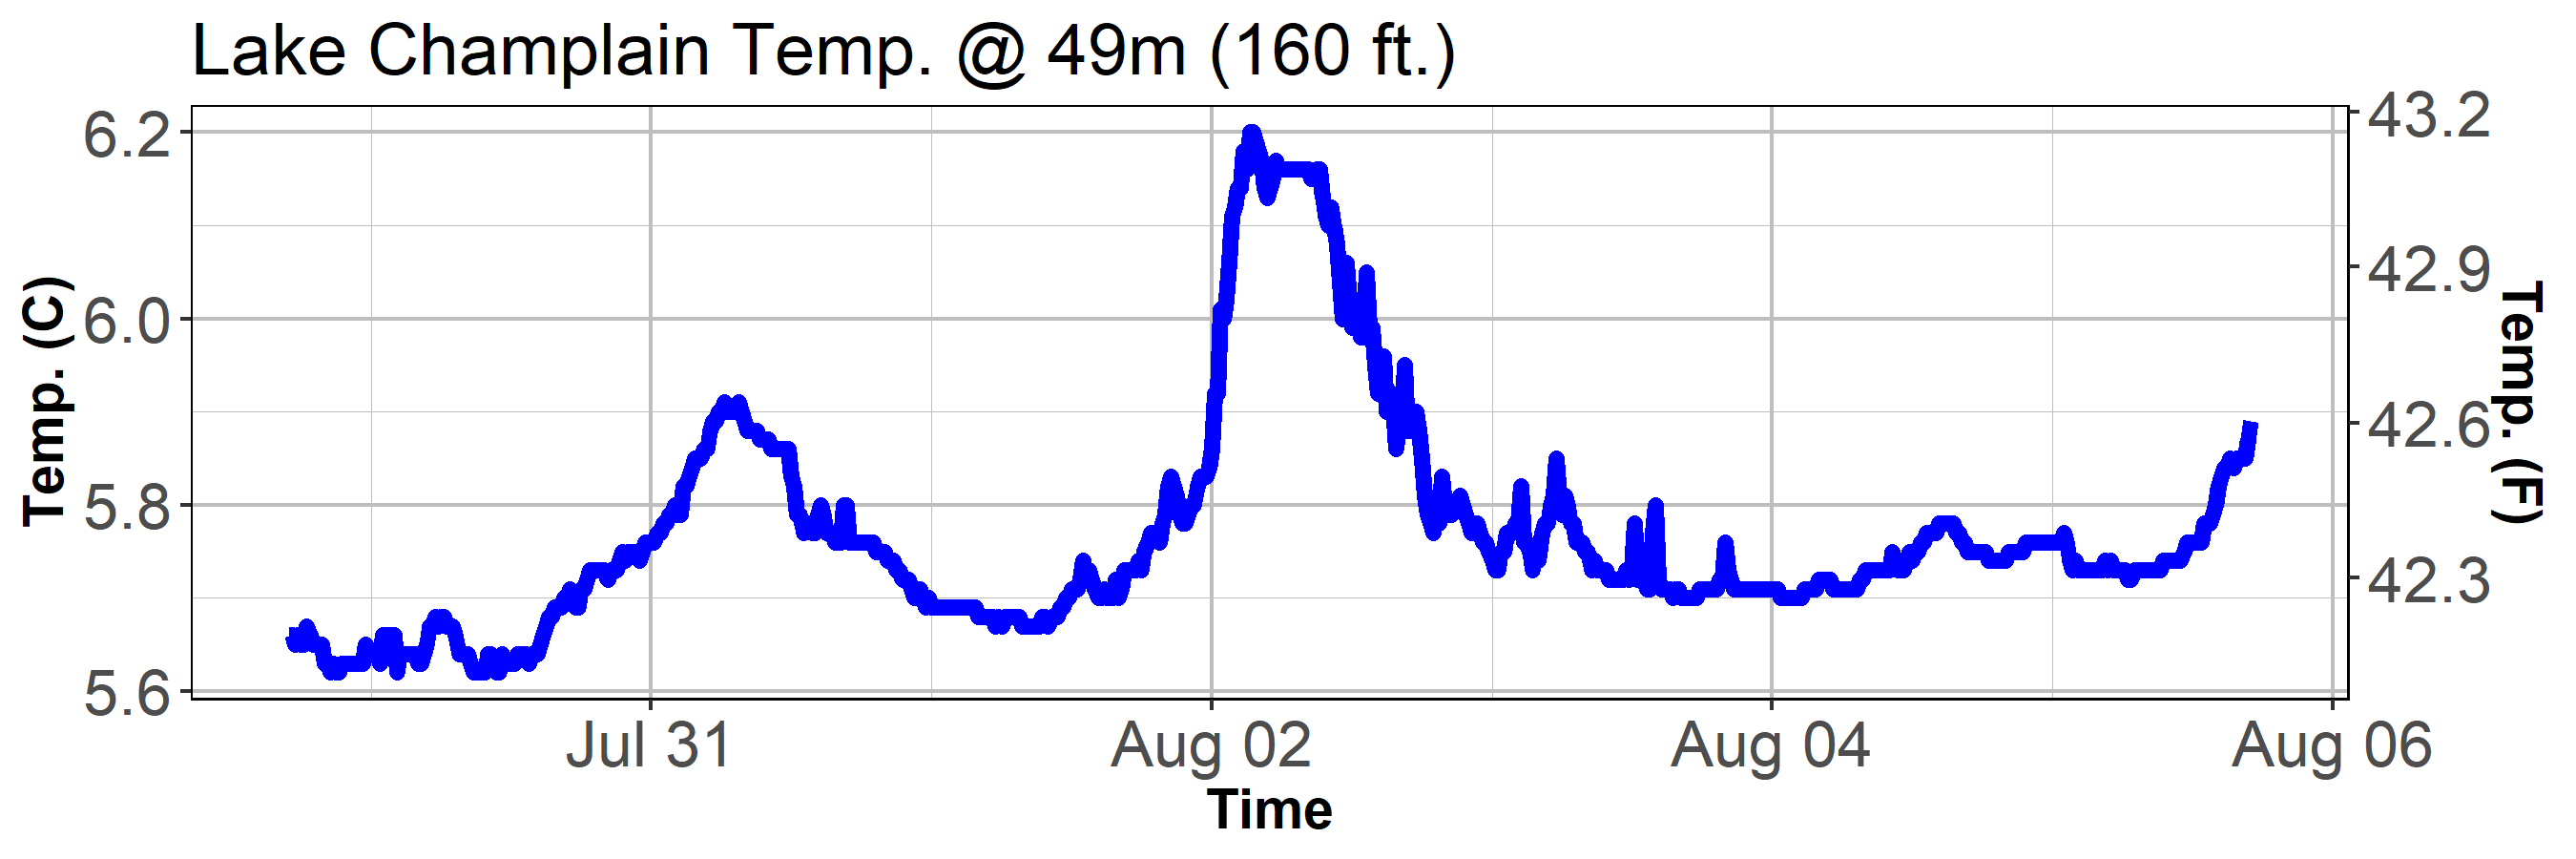 Lake Champlain Temp. @ 49m (160 ft.)
Temp. (C)
6.2
6.0
5.8
5.6
43.2
42.9
42.6
42.3
Temp. (F)
Jul 31
Aug 02
Aug 04
Aug 06
Time